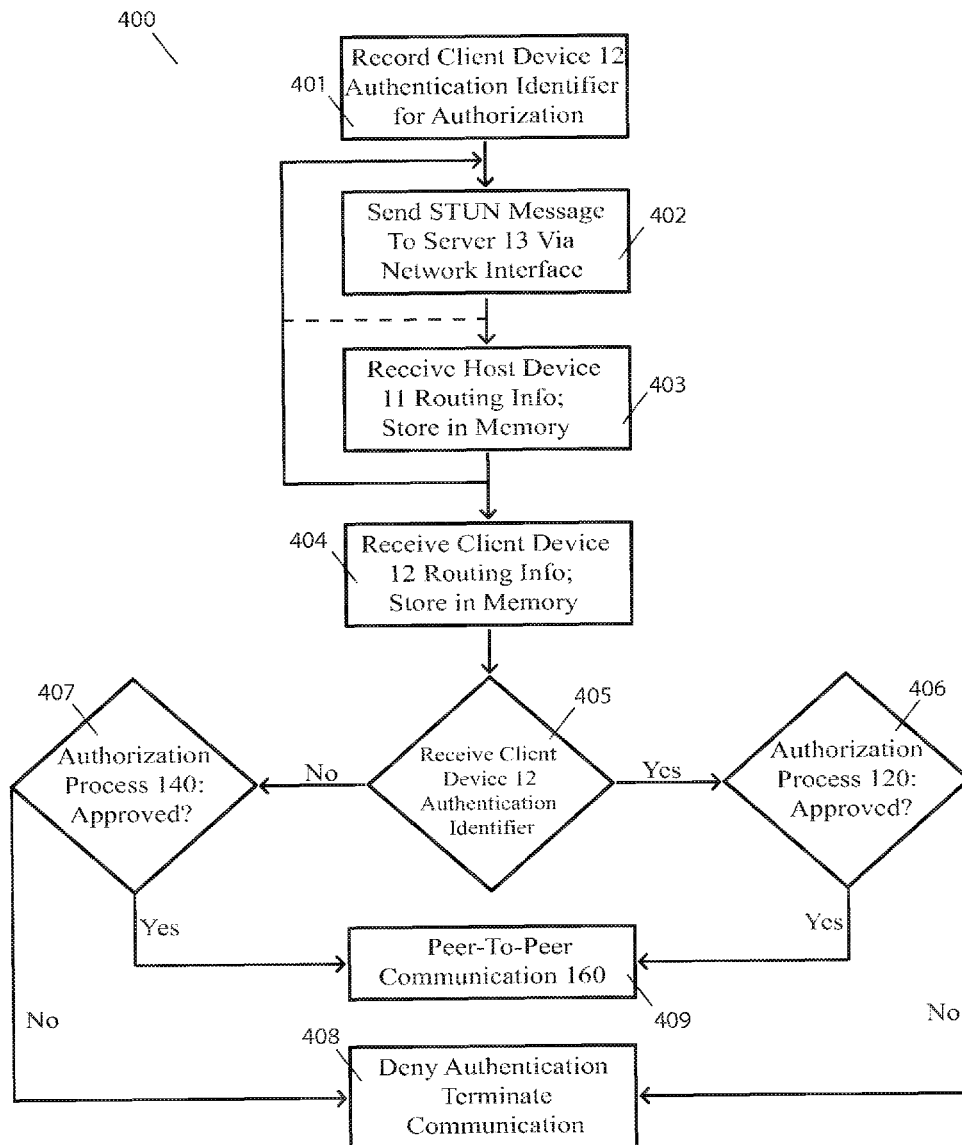 400
Record Client Device 12
Authentication Identifier
for Authorization
401
Send STUN Message
To Server 13 Via
Network Interface
402
Receive Host Device
11 Routing Info;
Store in Memory
403
404
Receive Client Device
12 Routing Info;
Store in Memory
407
Authorization
Process 140:
Approved?
No
405
Receive Client
Device 12
Authentication
Identifier
Yes
406
Authorization
Process 120:
Approved?
Yes
Peer-To-Peer
Communication 160
Yes
409
No
No
408
Deny Authentication
Terminate
Communication